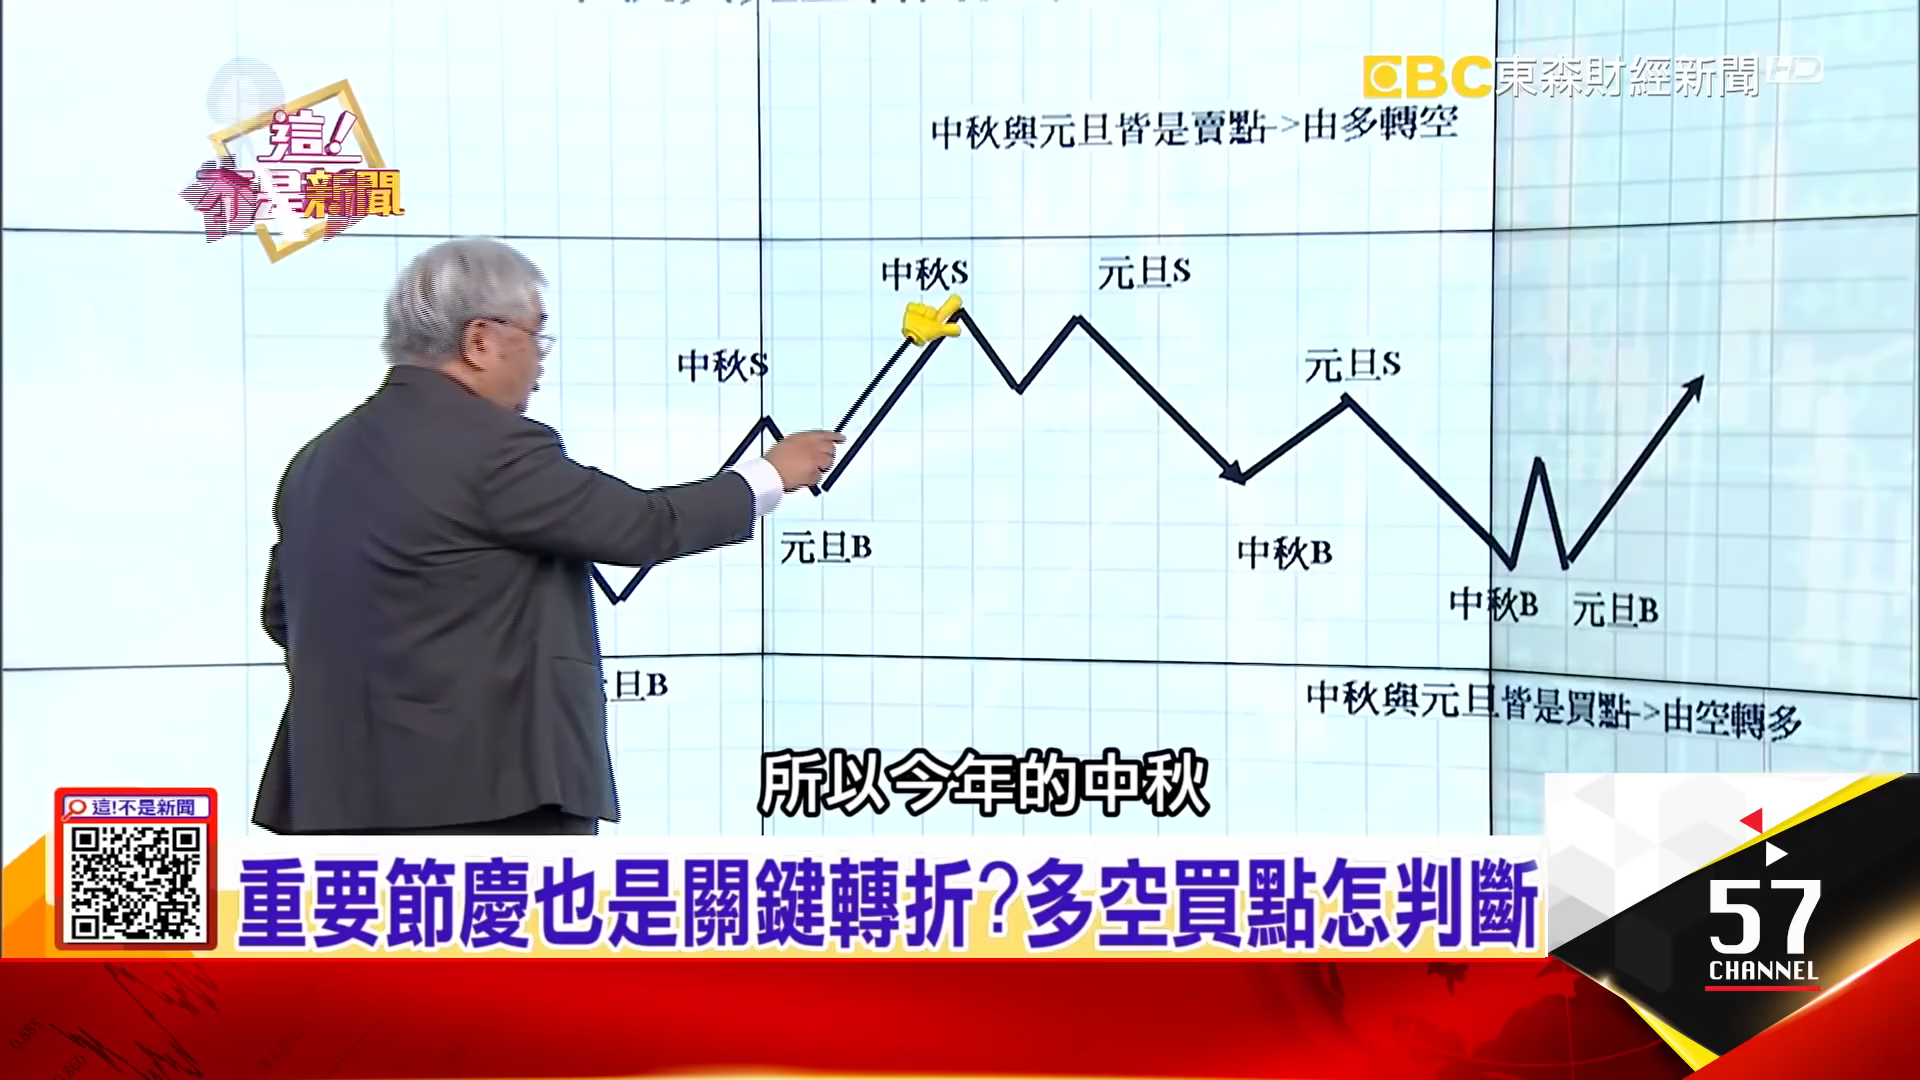 EBC東森財經新聞HD
這!
不是新聞
中秋與元旦皆是賣點->由多轉空
中秋S
元旦S
中秋S
元旦S
元旦B
中秋B
中秋B
元旦B
旦B
中秋與元旦皆是買點->由空轉多
所以今年的中秋
這!不是新聞
重要節慶也是關鍵轉折?多空買點怎判斷
57
CHANNEL